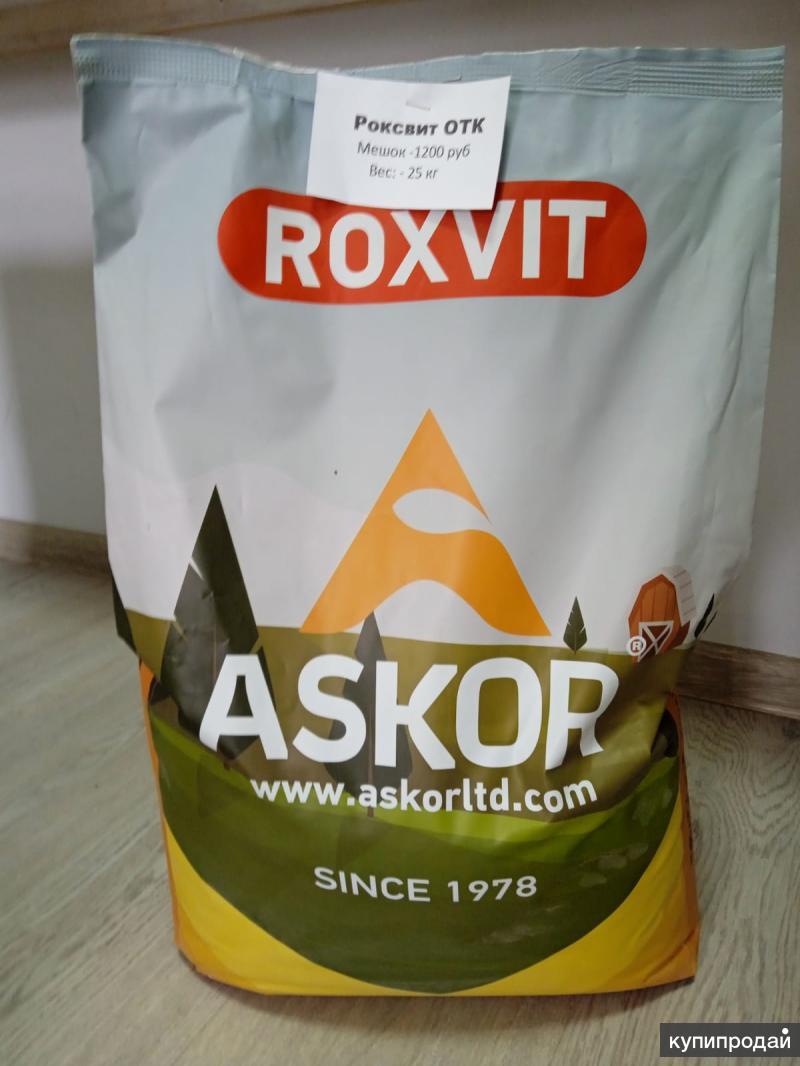 Роксвит ОТК
Мешок -1200 руб
Вес: - 25 кг
ROXVIT
ASKOR®
www.askorltd.com
SINCE 1978
купипродай